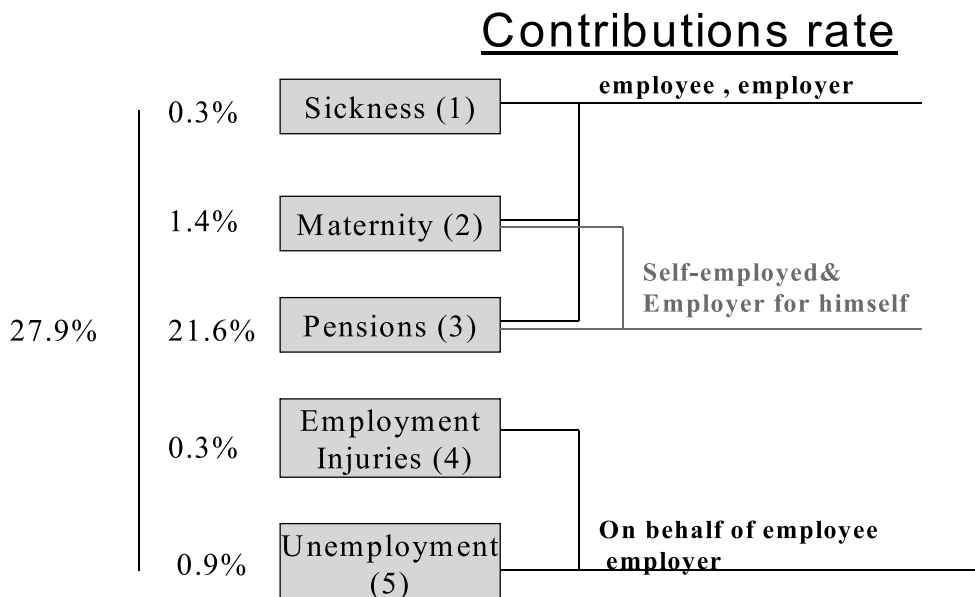 Contributions rate
employee , employer
0.3%
Sickness (1)
1.4%
Maternity (2)
Self-employed&
Employer for himself
27.9%
21.6%
Pensions (3)
0.3%
Employment
Injuries (4)
On behalf of employee
employer
0.9%
Unemployment
(5)